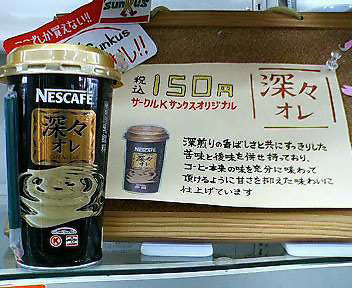 ここでしか買えない!!
sunkus
Sunkus
NESCAFÉ
深々
オレ
税込 150円
サークルKサンクスオリジナル
深々
オレ
深煎りの香ばしさと共にすっきりした
苦味と後味を併せ持っており、
コーヒー本来の味を充分に味わって
頂けるように甘さを抑えた味わいに
仕上げています